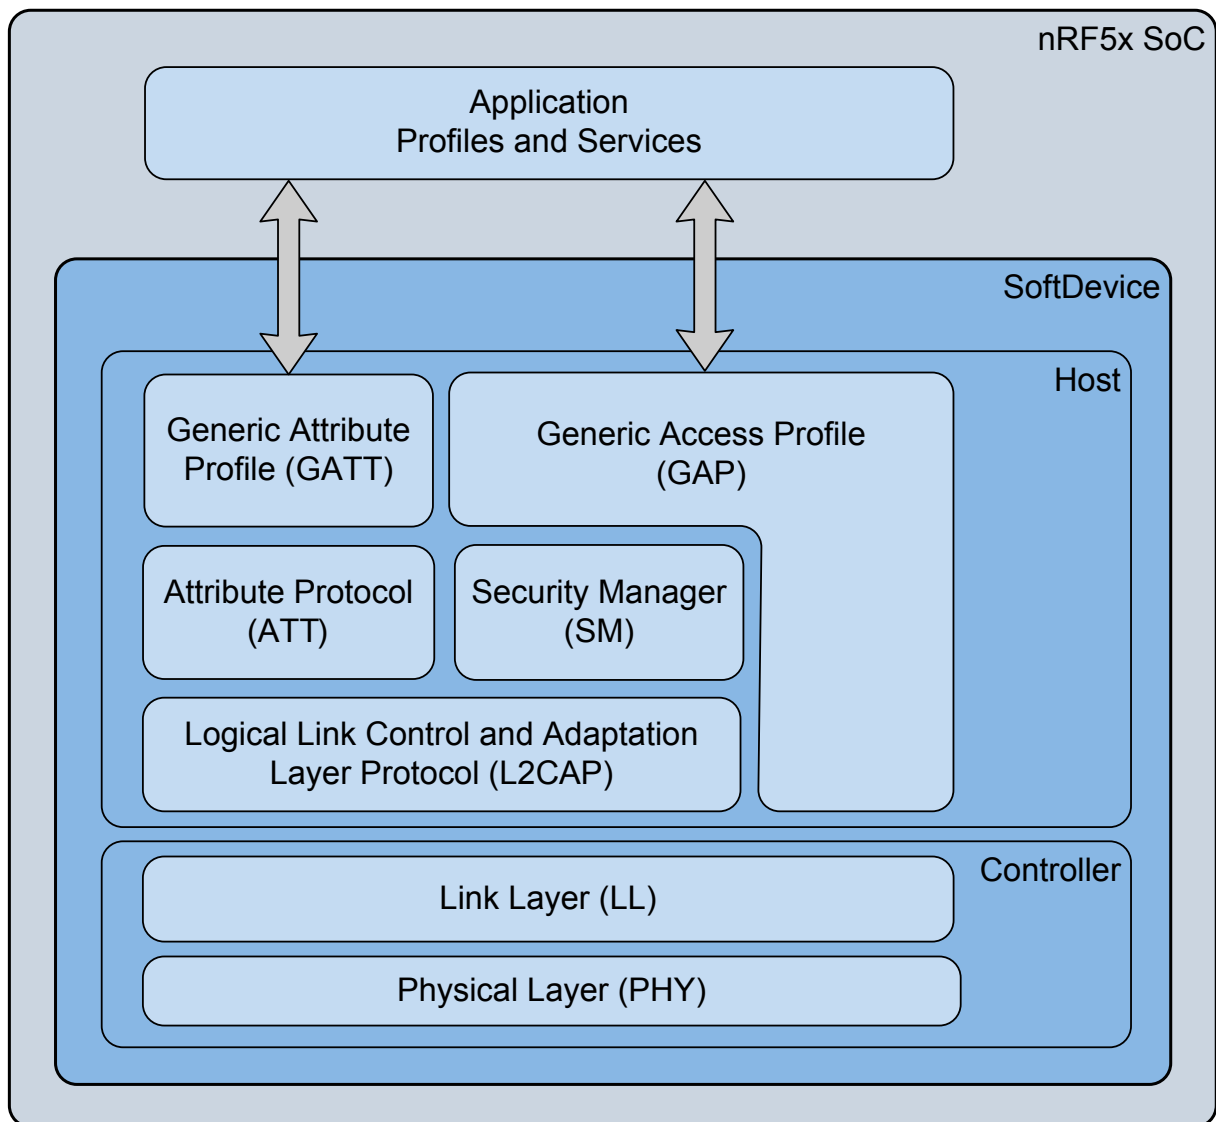 nRF5x SoC
Application
Profiles and Services
SoftDevice
Host
Generic Attribute
Profile (GATT)
Generic Access Profile
(GAP)
Attribute Protocol
(ATT)
Security Manager
(SM)
Logical Link Control and Adaptation
Layer Protocol (L2CAP)
Controller
Link Layer (LL)
Physical Layer (PHY)